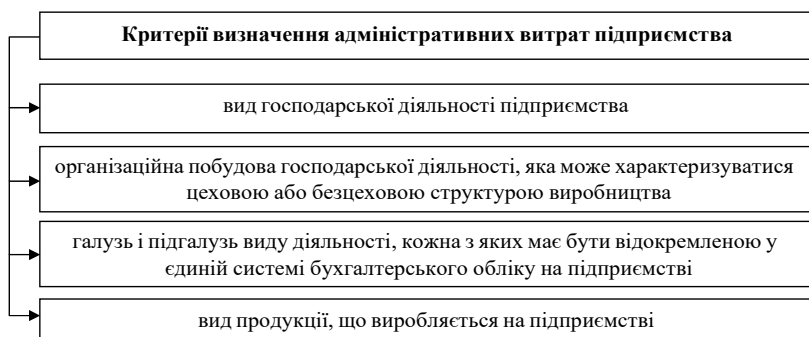 Критерії визначення адміністративних витрат підприємства
вид господарської діяльності підприємства
організаційна побудова господарської діяльності, яка може характеризуватися
цеховою або безцеховою структурою виробництва
галузь і підгалузь виду діяльності, кожна з яких має бути відокремленою у
єдиній системі бухгалтерського обліку на підприємстві
вид продукції, що виробляється на підприємстві